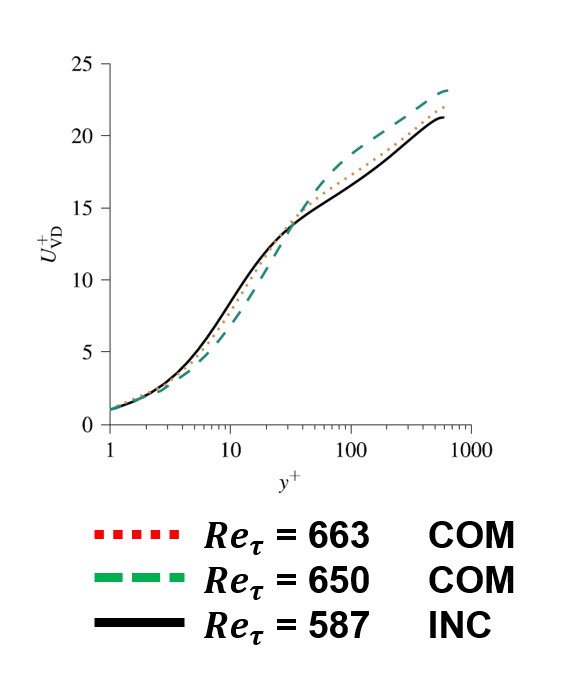 25
20
15
10
5
0
U⁺VD
1 10 100 1000
y⁺
Reτ = 663 COM
Reτ = 650 COM
Reτ = 587 INC